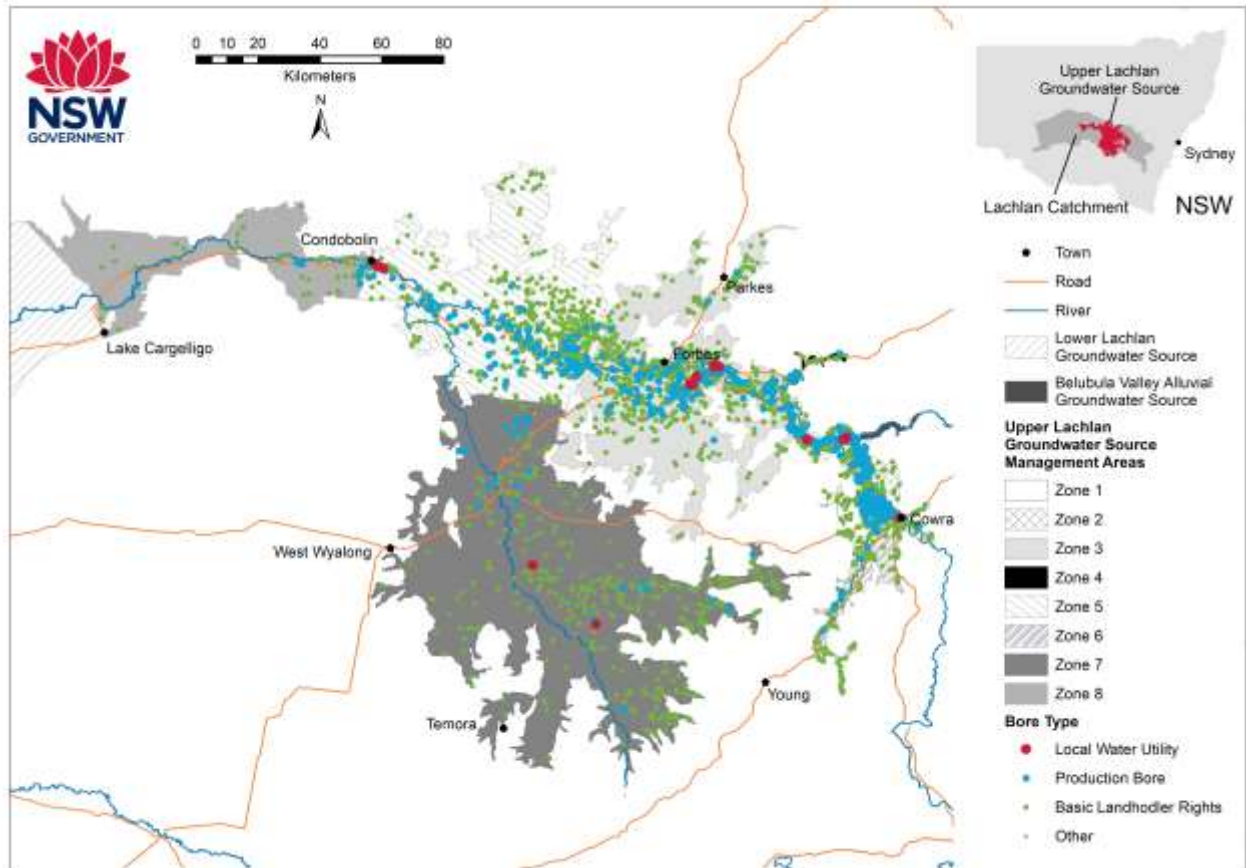 NSW
GOVERNMENT
0 10 20 40 60 80
Kilometers
N
Upper Lachlan
Groundwater Source
Sydney
Lachlan Catchment
NSW
Condobolin
Parkes
Lake Cargelligo
Forbes
Cowra
West Wyalong
Young
Temora
Town
Road
River
Lower Lachlan
Groundwater Source
Belubula Valley Alluvial
Groundwater Source
Upper Lachlan
Groundwater Source
Management Areas
Zone 1
Zone 2
Zone 3
Zone 4
Zone 5
Zone 6
Zone 7
Zone 8
Bore Type
Local Water Utility
Production Bore
Basic Landhodler Rights
Other